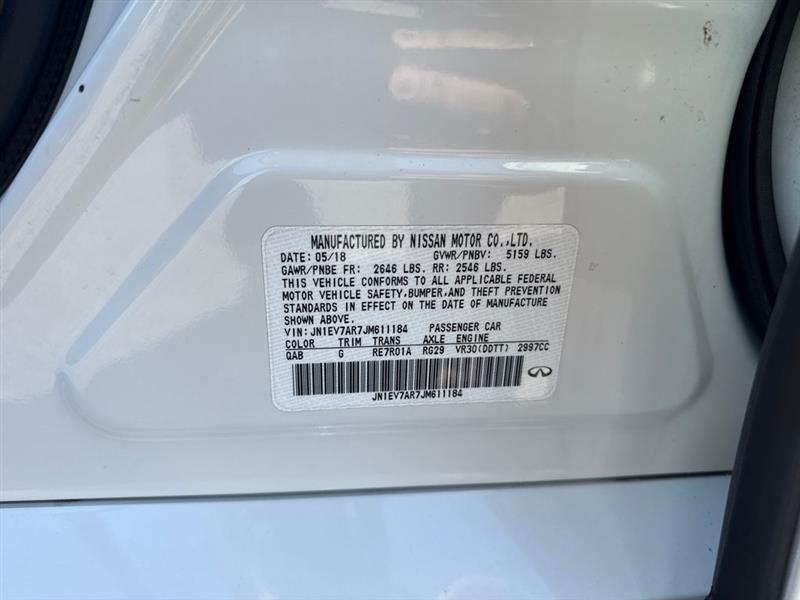 MANUFACTURED BY NISSAN MOTOR CO.,LTD.
DATE: 05/18 GVWR/PNBV: 5159 LBS.
GAWR/PNBE FR: 2646 LBS. RR: 2546 LBS.
THIS VEHICLE CONFORMS TO ALL APPLICABLE FEDERAL
MOTOR VEHICLE SAFETY,BUMPER,AND THEFT PREVENTION
STANDARDS IN EFFECT ON THE DATE OF MANUFACTURE
SHOWN ABOVE.
VIN: JN1EV7AR7JM611184 PASSENGER CAR
COLOR TRIM TRANS AXLE ENGINE
QAB G RE7R01A RG29 VR30(DDTT) 2997CC
JN1EV7AR7JM611184